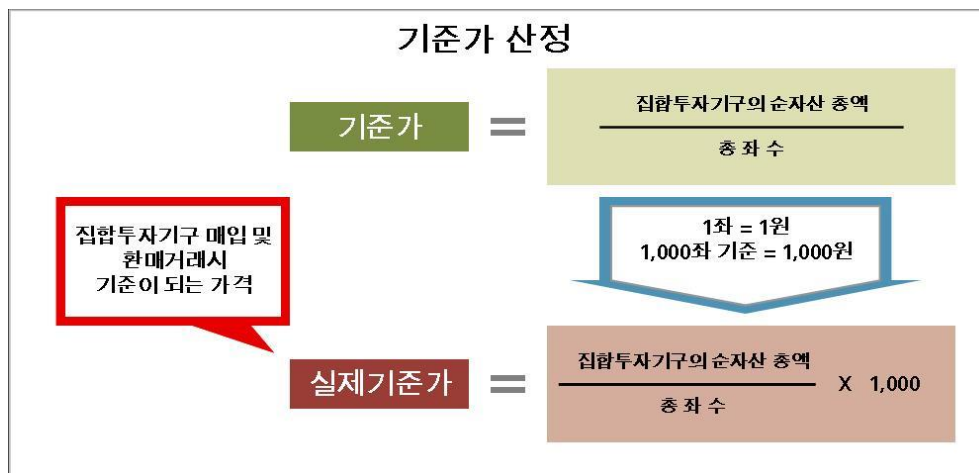 기준가 산정
기준가
=
집합투자기구의 순자산 총액
총 좌 수
집합투자기구 매입 및
환매거래시
기준이 되는 가격
1좌 = 1원
1,000좌 기준 = 1,000원
실제기준가
=
집합투자기구의 순자산 총액
총 좌 수
X 1,000